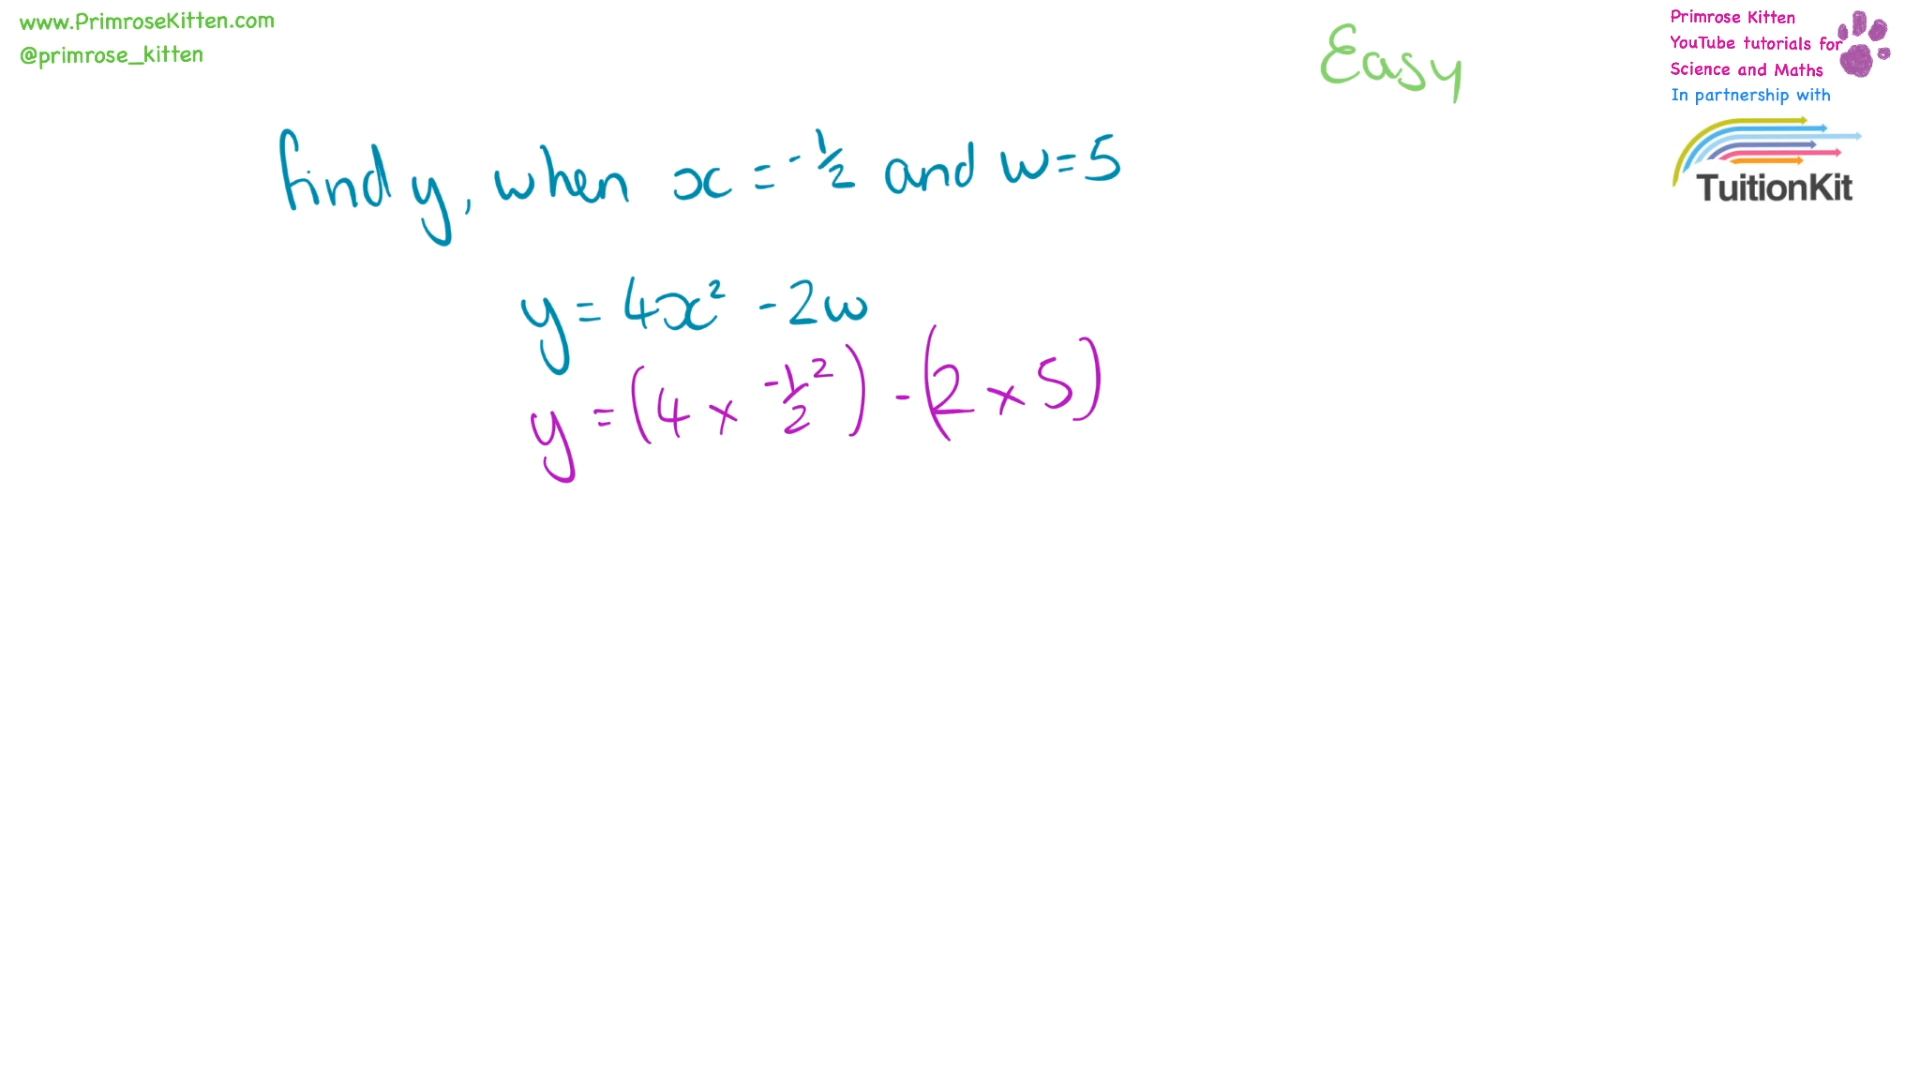 www.PrimroseKitten.com
@primrose_kitten
Easy
Primrose Kitten
YouTube tutorials for
Science and Maths
In partnership with
TuitionKit
find y, when x = -½ and w = 5
y = 4x² - 2w
y = (4 × -½²) - (2 × 5)